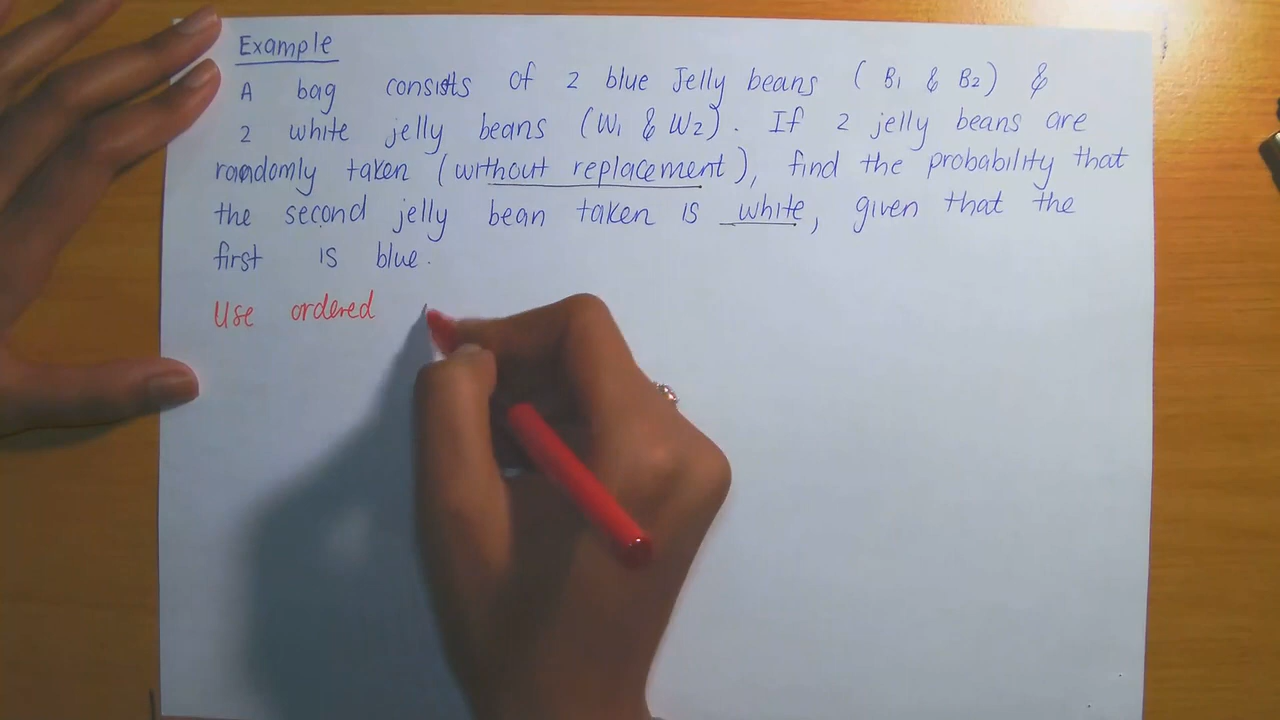 Example
A bag consists of 2 blue Jelly beans ( B1 & B2 ) &
2 white jelly beans ( W1 & W2 ) . If 2 jelly beans are
randomly taken ( without replacement ), find the probability that
the second jelly bean taken is white, given that the
first is blue.
Use ordered